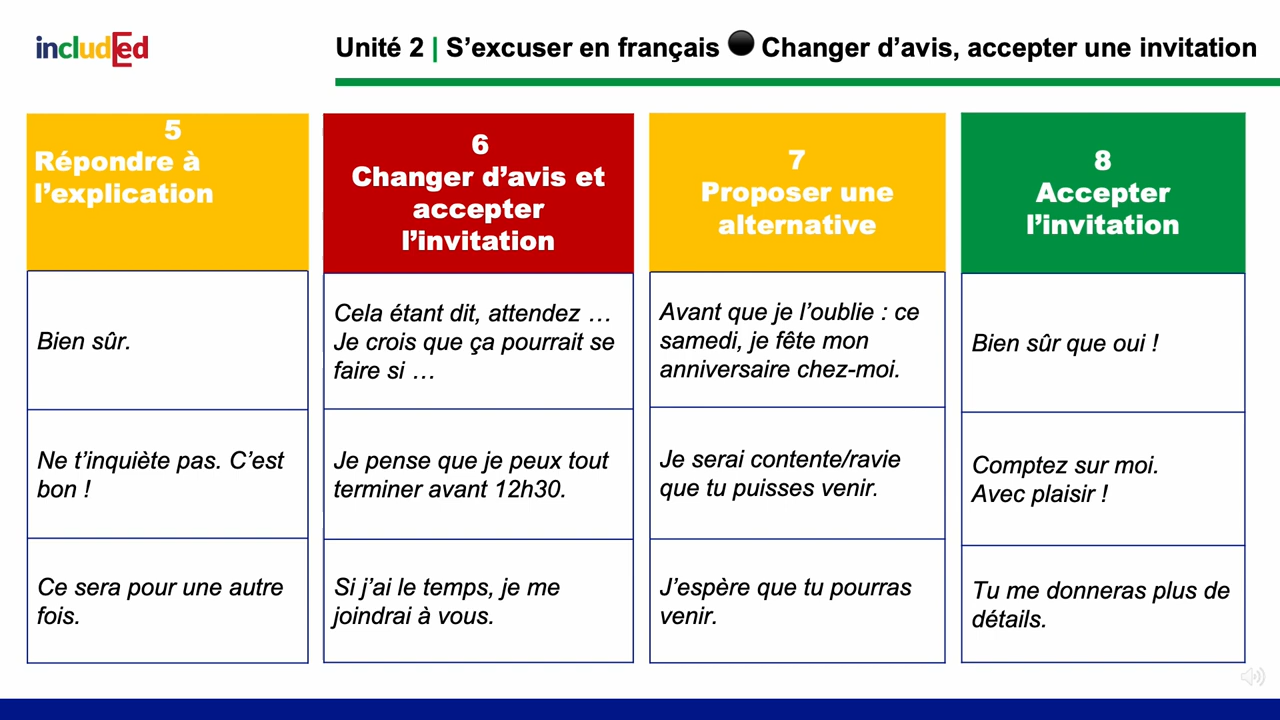 includEd
Unité 2 | S’excuser en français ⚫ Changer d’avis, accepter une invitation
5
Répondre à
l’explication
Bien sûr.
Ne t’inquiète pas. C’est
bon !
Ce sera pour une autre
fois.
6
Changer d’avis et
accepter
l’invitation
Cela étant dit, attendez …
Je crois que ça pourrait se
faire si …
Je pense que je peux tout
terminer avant 12h30.
Si j’ai le temps, je me
joindrai à vous.
7
Proposer une
alternative
Avant que je l’oublie : ce
samedi, je fête mon
anniversaire chez-moi.
Je serai contente/ravie
que tu puisses venir.
J’espère que tu pourras
venir.
8
Accepter
l’invitation
Bien sûr que oui !
Comptez sur moi.
Avec plaisir !
Tu me donneras plus de
détails.